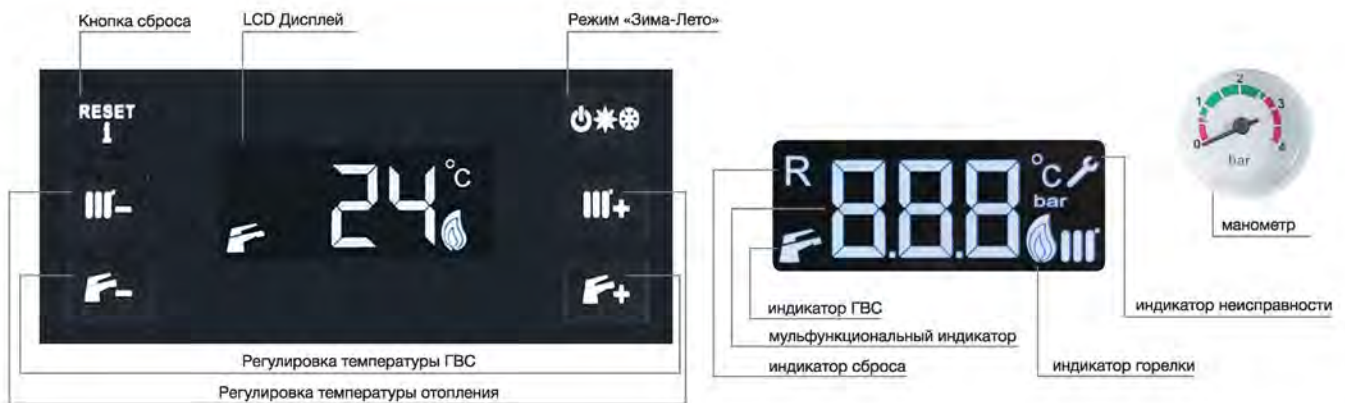 Кнопка сброса
LCD Дисплей
Режим «Зима-Лето»
RESET
i
24°C
R
888
°C
bar
0
1
2
3
4
bar
манометр
индикатор ГВС
индикатор неисправности
мульфункциональный индикатор
индикатор сброса
индикатор горелки
Регулировка температуры ГВС
Регулировка температуры отопления